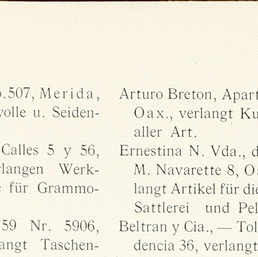 .507, Merida,
volle u. Seiden-
Calles 5 y 56,
rlangen Werk-
e für Grammo-
59 Nr. 5906,
angt Taschen-
Arturo Breton, Apart
Oax., verlangt Ku
aller Art.
Ernestina N. Vda., d
M. Navarette 8, O
langt Artikel für die
Sattlerei und Pel
Beltran y Cia., — Tol
dencia 36, verlangt